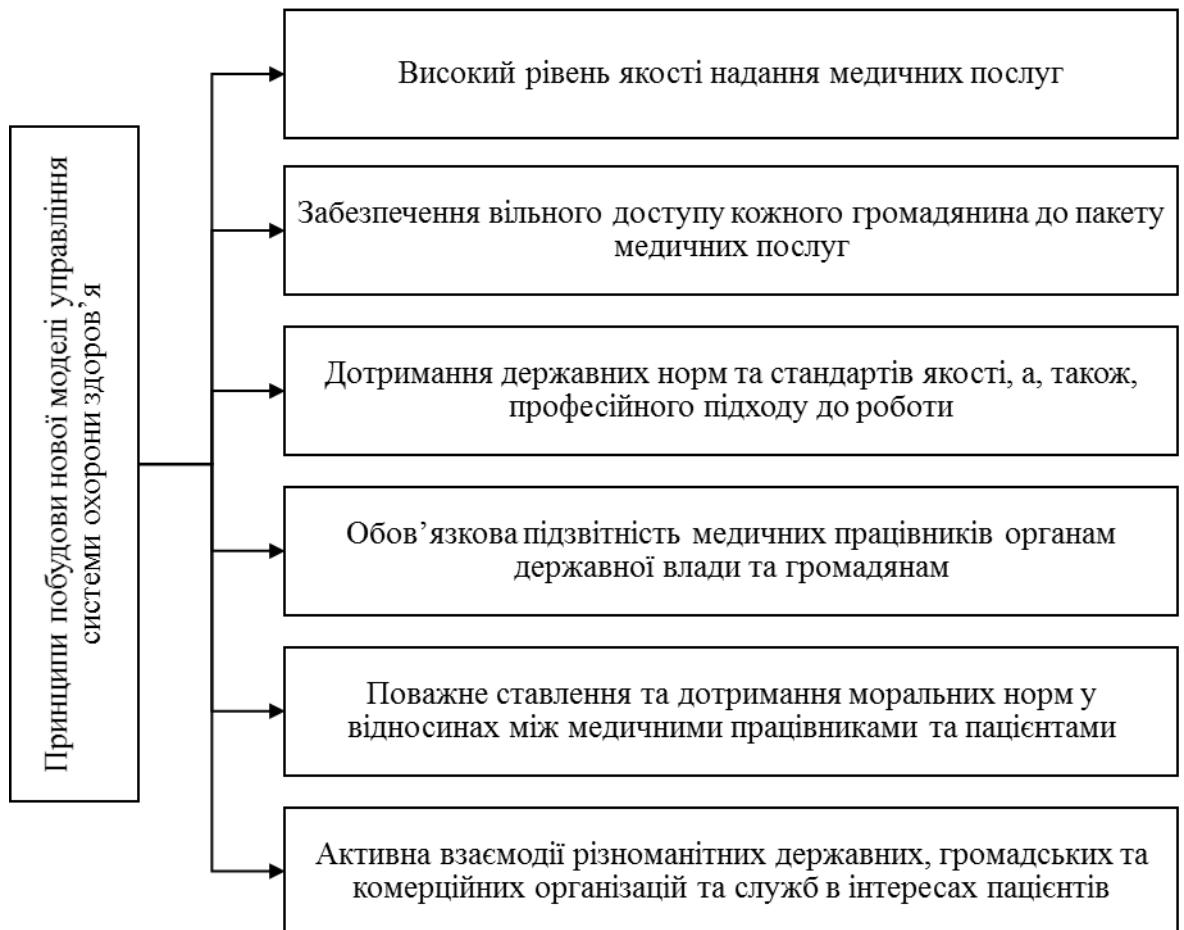 Принципи побудови нової моделі управління
системи охорони здоров’я
Високий рівень якості надання медичних послуг
Забезпечення вільного доступу кожного громадянина до пакету
медичних послуг
Дотримання державних норм та стандартів якості, а, також,
професійного підходу до роботи
Обов’язкова підзвітність медичних працівників органам
державної влади та громадянам
Поважне ставлення та дотримання моральних норм у
відносинах між медичними працівниками та пацієнтами
Активна взаємодії різноманітних державних, громадських та
комерційних організацій та служб в інтересах пацієнтів